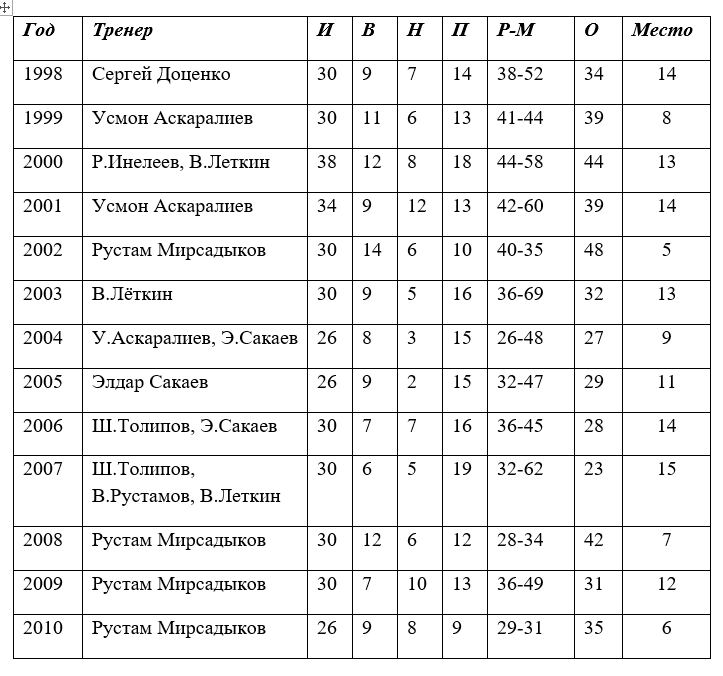 Год Тренер И В Н П Р-М О Место
1998 Сергей Доценко 30 9 7 14 38-52 34 14
1999 Усмон Аскаралиев 30 11 6 13 41-44 39 8
2000 Р.Инелеев, В.Леткин 38 12 8 18 44-58 44 13
2001 Усмон Аскаралиев 34 9 12 13 42-60 39 14
2002 Рустам Мирсадыков 30 14 6 10 40-35 48 5
2003 В.Лёткин 30 9 5 16 36-69 32 13
2004 У.Аскаралиев, Э.Сакаев 26 8 3 15 26-48 27 9
2005 Элдар Сакаев 26 9 2 15 32-47 29 11
2006 Ш.Толипов, Э.Сакаев 30 7 7 16 36-45 28 14
2007 Ш.Толипов, 30 6 5 19 32-62 23 15
В.Рустамов, В.Леткин
2008 Рустам Мирсадыков 30 12 6 12 28-34 42 7
2009 Рустам Мирсадыков 30 7 10 13 36-49 31 12
2010 Рустам Мирсадыков 26 9 8 9 29-31 35 6